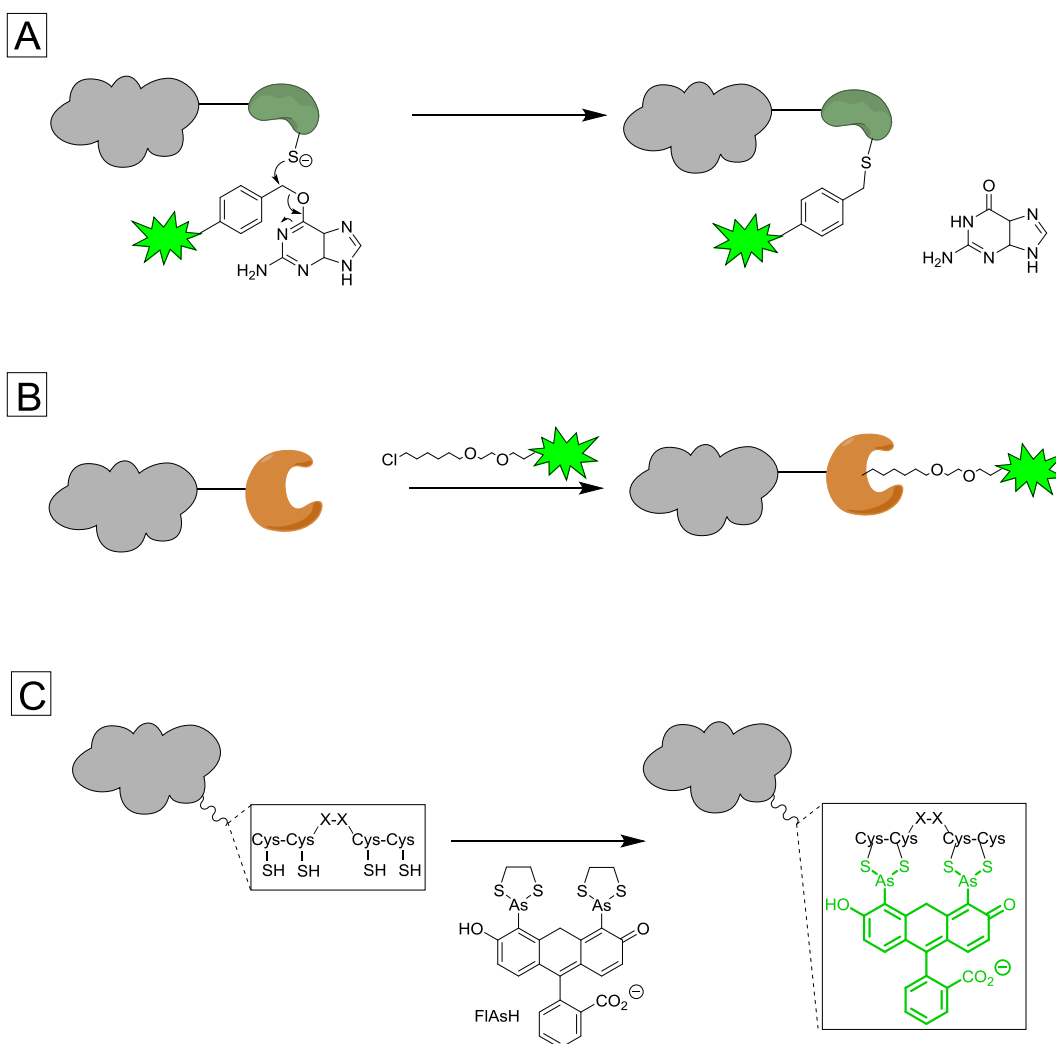 A
S⊖
O
N
N
N
N
H
H₂N
S
O
HN
N
N
N
H
H₂N
B
Cl
O
O
O
O
C
X-X
Cys-Cys
Cys-Cys
SH
SH
SH
SH
S
S
S
S
As
As
HO
O
CO₂⊖
FlAsH
X-X
Cys-Cys
Cys-Cys
S
S
S
S
As
As
HO
O
CO₂⊖